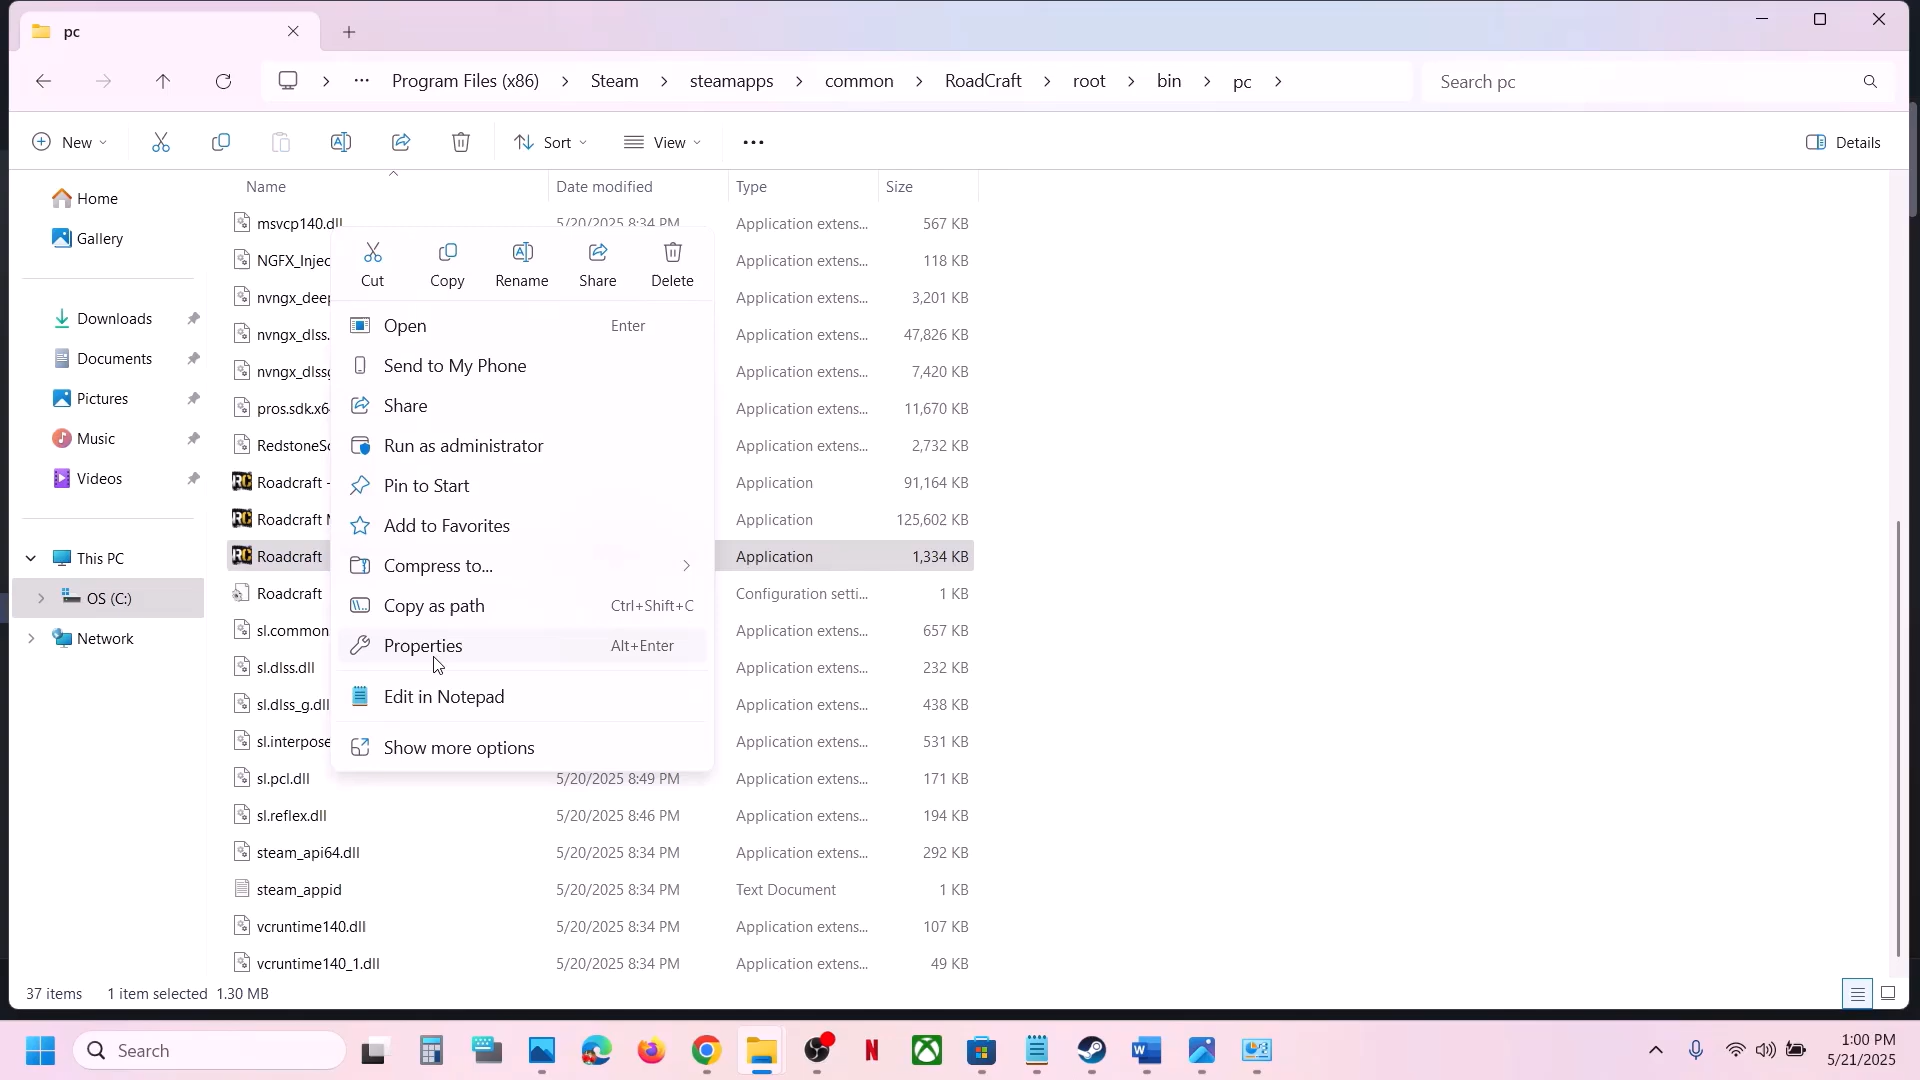 pc
Program Files (x86) > Steam > steamapps > common > RoadCraft > root > bin > pc >
Search pc
New
Sort
View
Details
Name Date modified Type Size
Home
Gallery
Downloads
Documents
Pictures
Music
Videos
This PC
OS (C:)
Network
msvcp140.dll 5/20/2025 8:34 PM Application extens... 567 KB
NGFX_Injec Application extens... 118 KB
nvngx_deep Application extens... 3,201 KB
nvngx_dlss. Application extens... 47,826 KB
nvngx_dlssg Application extens... 7,420 KB
pros.sdk.x64 Application extens... 11,670 KB
RedstoneSc Application extens... 2,732 KB
Roadcraft - Application 91,164 KB
Roadcraft M Application 125,602 KB
Roadcraft Application 1,334 KB
Roadcraft Configuration setti... 1 KB
sl.common Application extens... 657 KB
sl.dlss.dll Application extens... 232 KB
sl.dlss_g.dll Application extens... 438 KB
sl.interpose Application extens... 531 KB
sl.pcl.dll 5/20/2025 8:49 PM Application extens... 171 KB
sl.reflex.dll 5/20/2025 8:46 PM Application extens... 194 KB
steam_api64.dll 5/20/2025 8:34 PM Application extens... 292 KB
steam_appid 5/20/2025 8:34 PM Text Document 1 KB
vcruntime140.dll 5/20/2025 8:34 PM Application extens... 107 KB
vcruntime140_1.dll 5/20/2025 8:34 PM Application extens... 49 KB
Cut Copy Rename Share Delete
Open Enter
Send to My Phone
Share
Run as administrator
Pin to Start
Add to Favorites
Compress to...
Copy as path Ctrl+Shift+C
Properties Alt+Enter
Edit in Notepad
Show more options
37 items 1 item selected 1.30 MB
Search
1:00 PM
5/21/2025